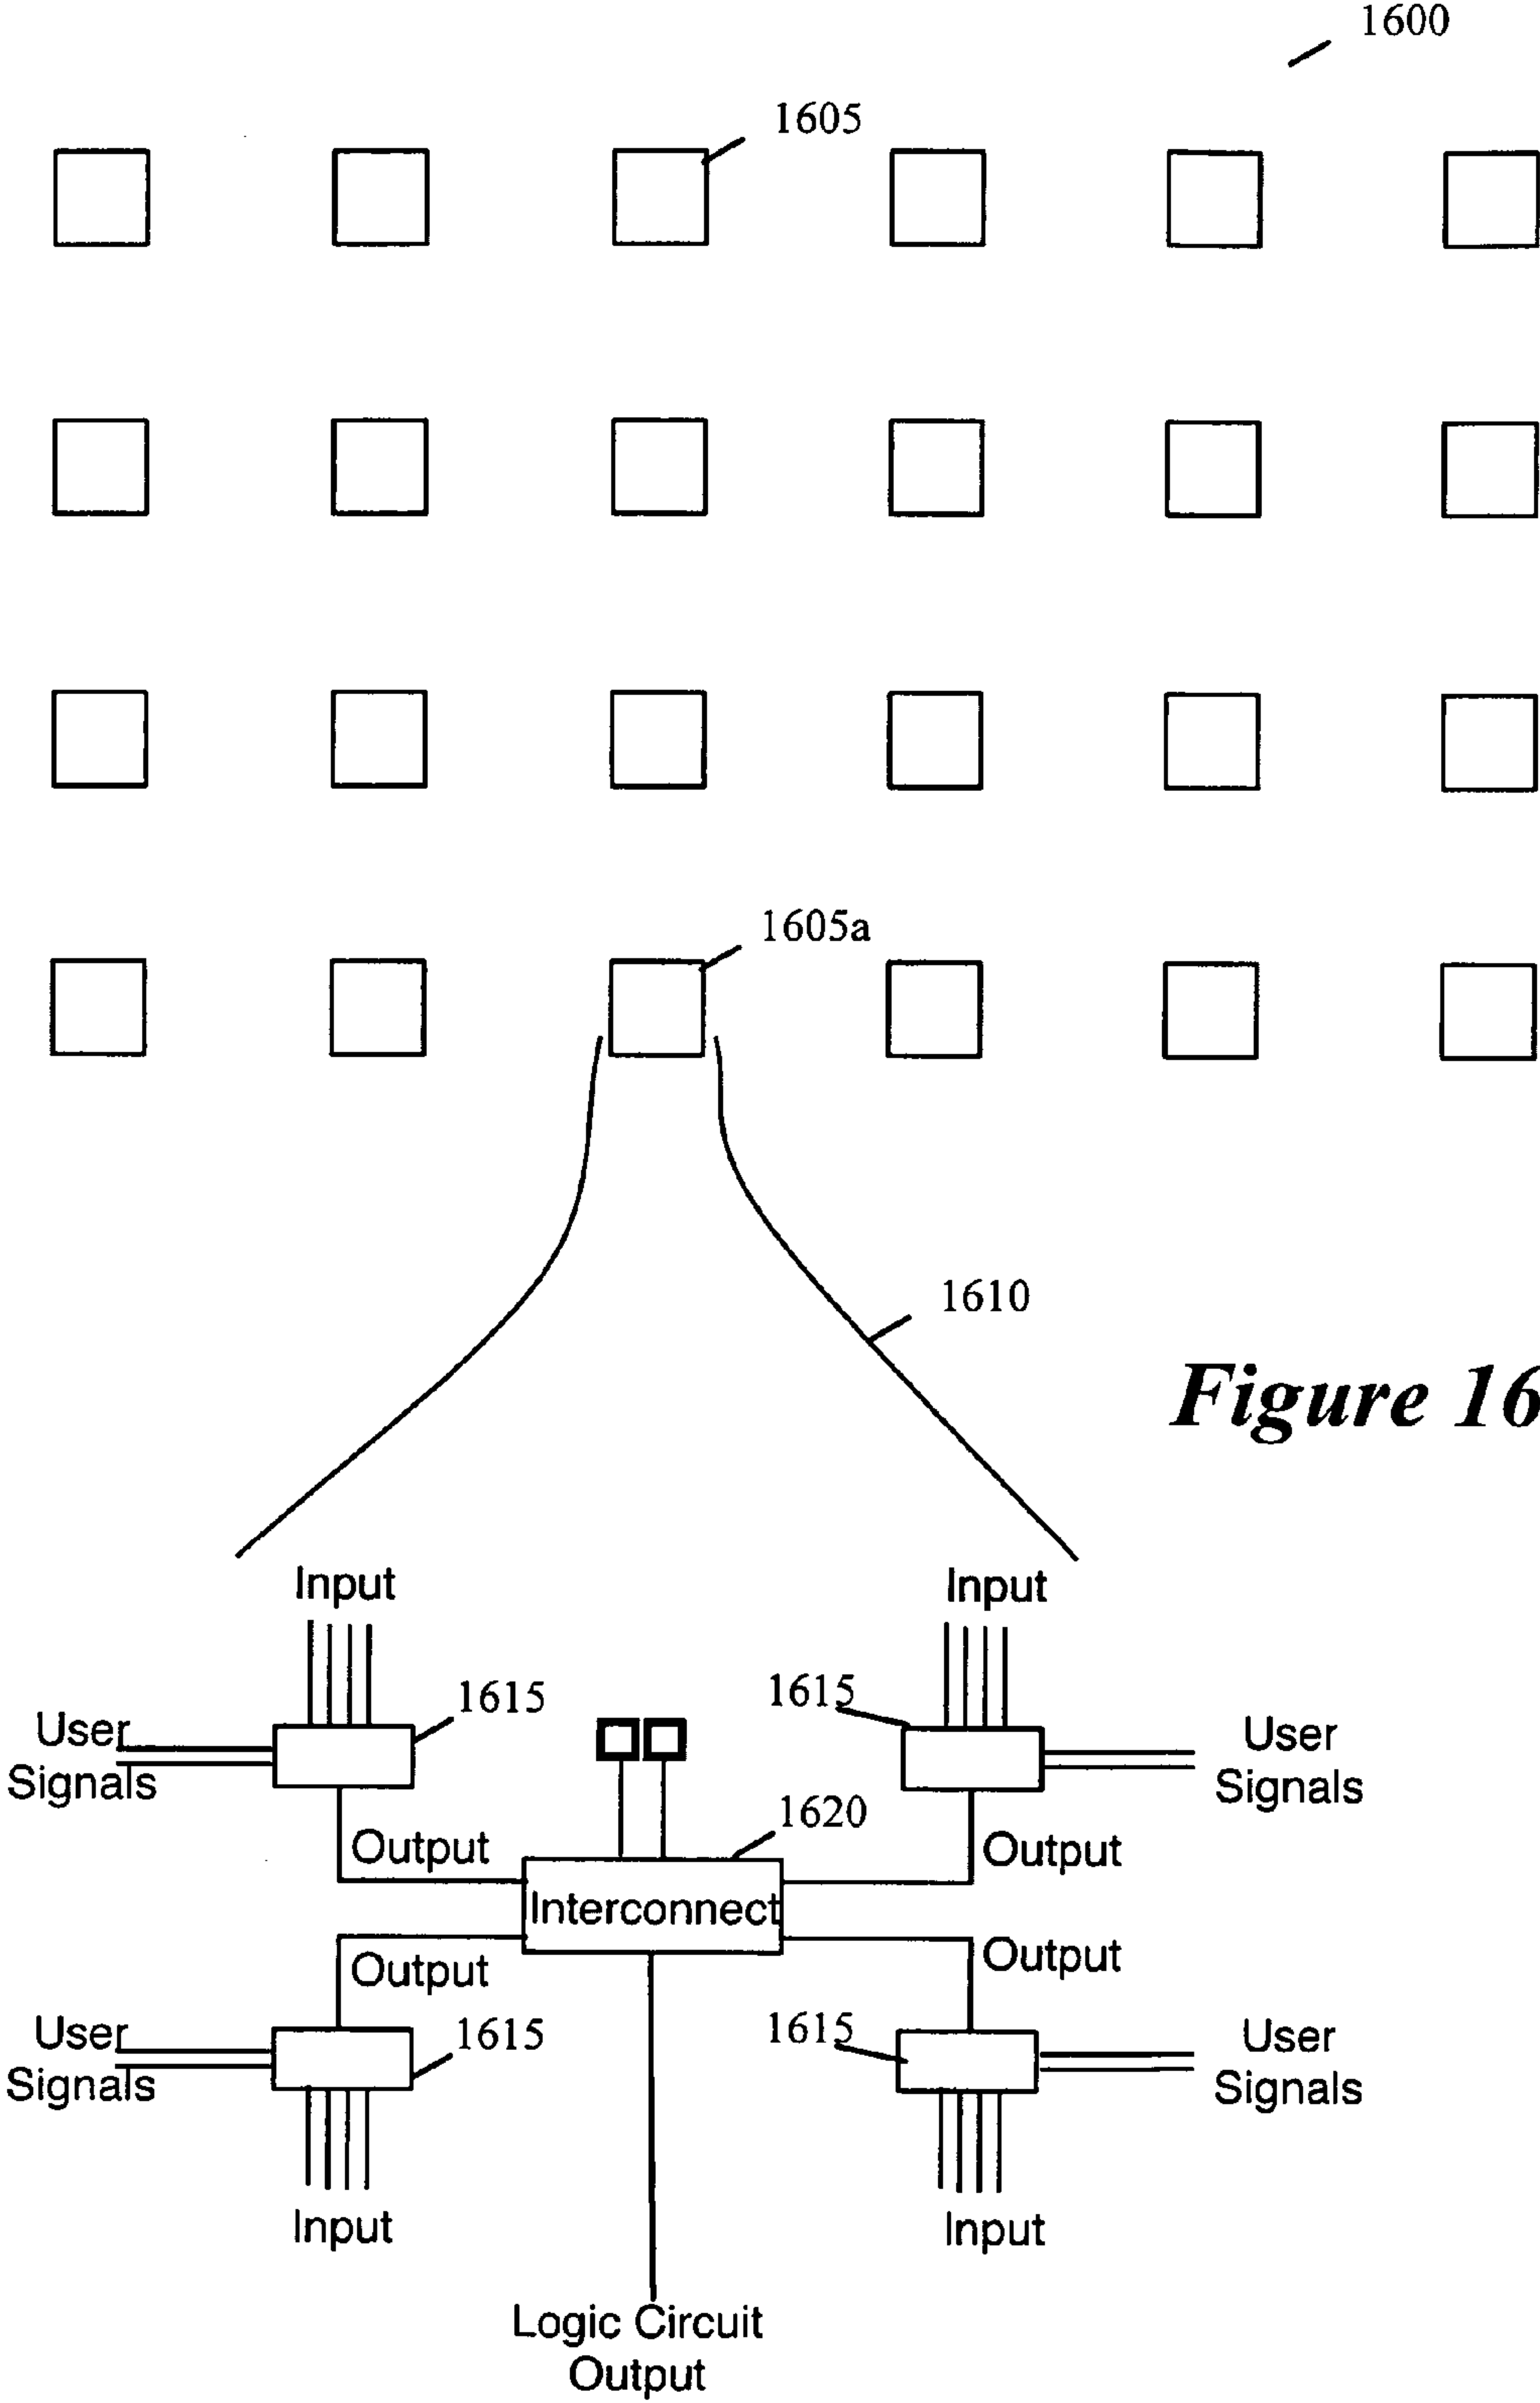 1600
1605
1605a
1610
Figure 16
Input
Input
1615
1615
User
Signals
User
Signals
1620
Output
Output
Interconnect
Output
Output
User
Signals
1615
1615
User
Signals
Input
Input
Logic Circuit
Output